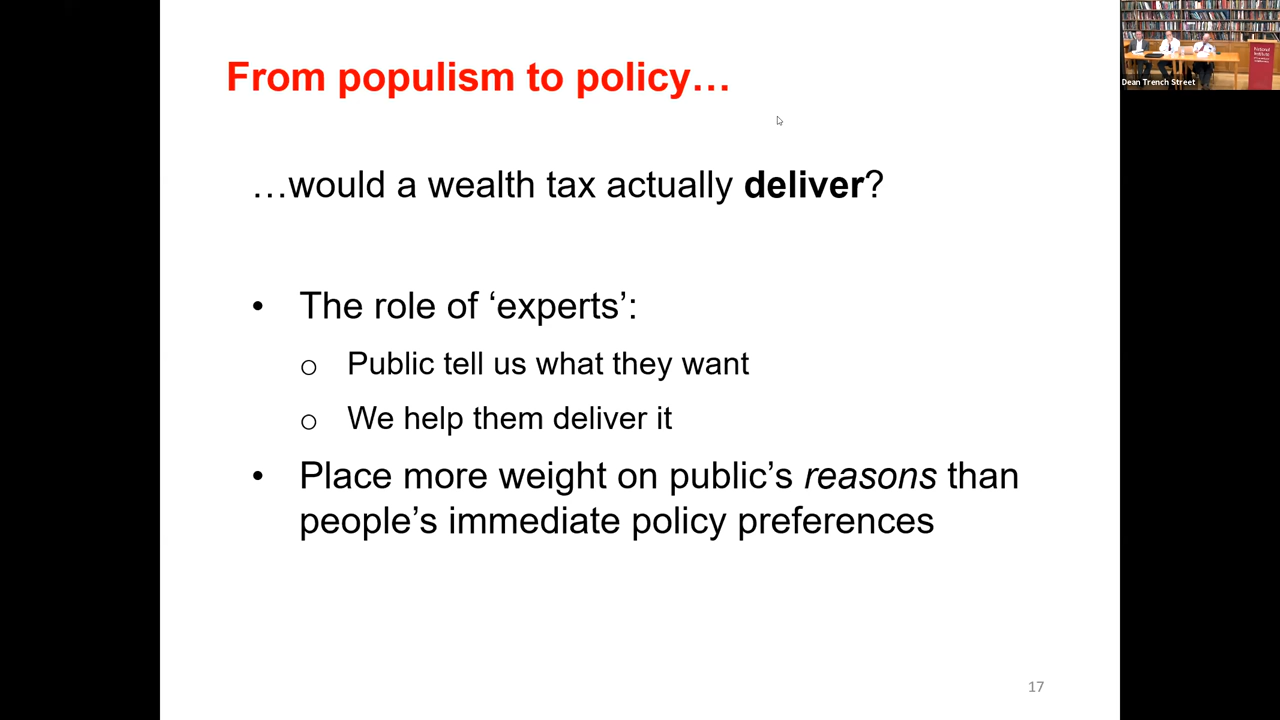 From populism to policy…
…would a wealth tax actually deliver?
• The role of ‘experts’:
o Public tell us what they want
o We help them deliver it
• Place more weight on public’s reasons than
people’s immediate policy preferences
17
National
Institute
Dean Trench Street